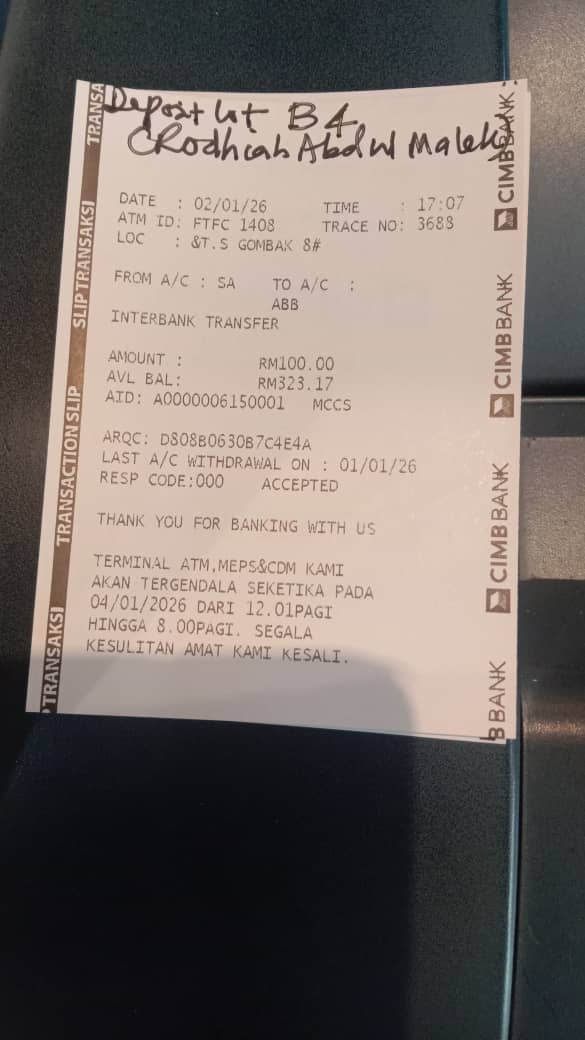 Deposit Lot B4
(Rodhiah Abdul Malek)
DATE : 02/01/26 TIME : 17:07
ATM ID: FTFC 1408 TRACE NO: 3688
LOC : &T.S GOMBAK 8#
FROM A/C : SA TO A/C :
ABB
INTERBANK TRANSFER
AMOUNT : RM100.00
AVL BAL: RM323.17
AID: A0000006150001 MCCS
ARQC: D808B0630B7C4E4A
LAST A/C WITHDRAWAL ON : 01/01/26
RESP CODE:000 ACCEPTED
THANK YOU FOR BANKING WITH US
TERMINAL ATM,MEPS&CDM KAMI
AKAN TERGENDALA SEKETIKA PADA
04/01/2026 DARI 12.01PAGI
HINGGA 8.00PAGI. SEGALA
KESULITAN AMAT KAMI KESALI.
TRANSA
SLIP TRANSAKSI
TRANSACTION SLIP
TRANSAKSI
CIMB BANK
CIMB BANK
CIMB BANK
B BANK